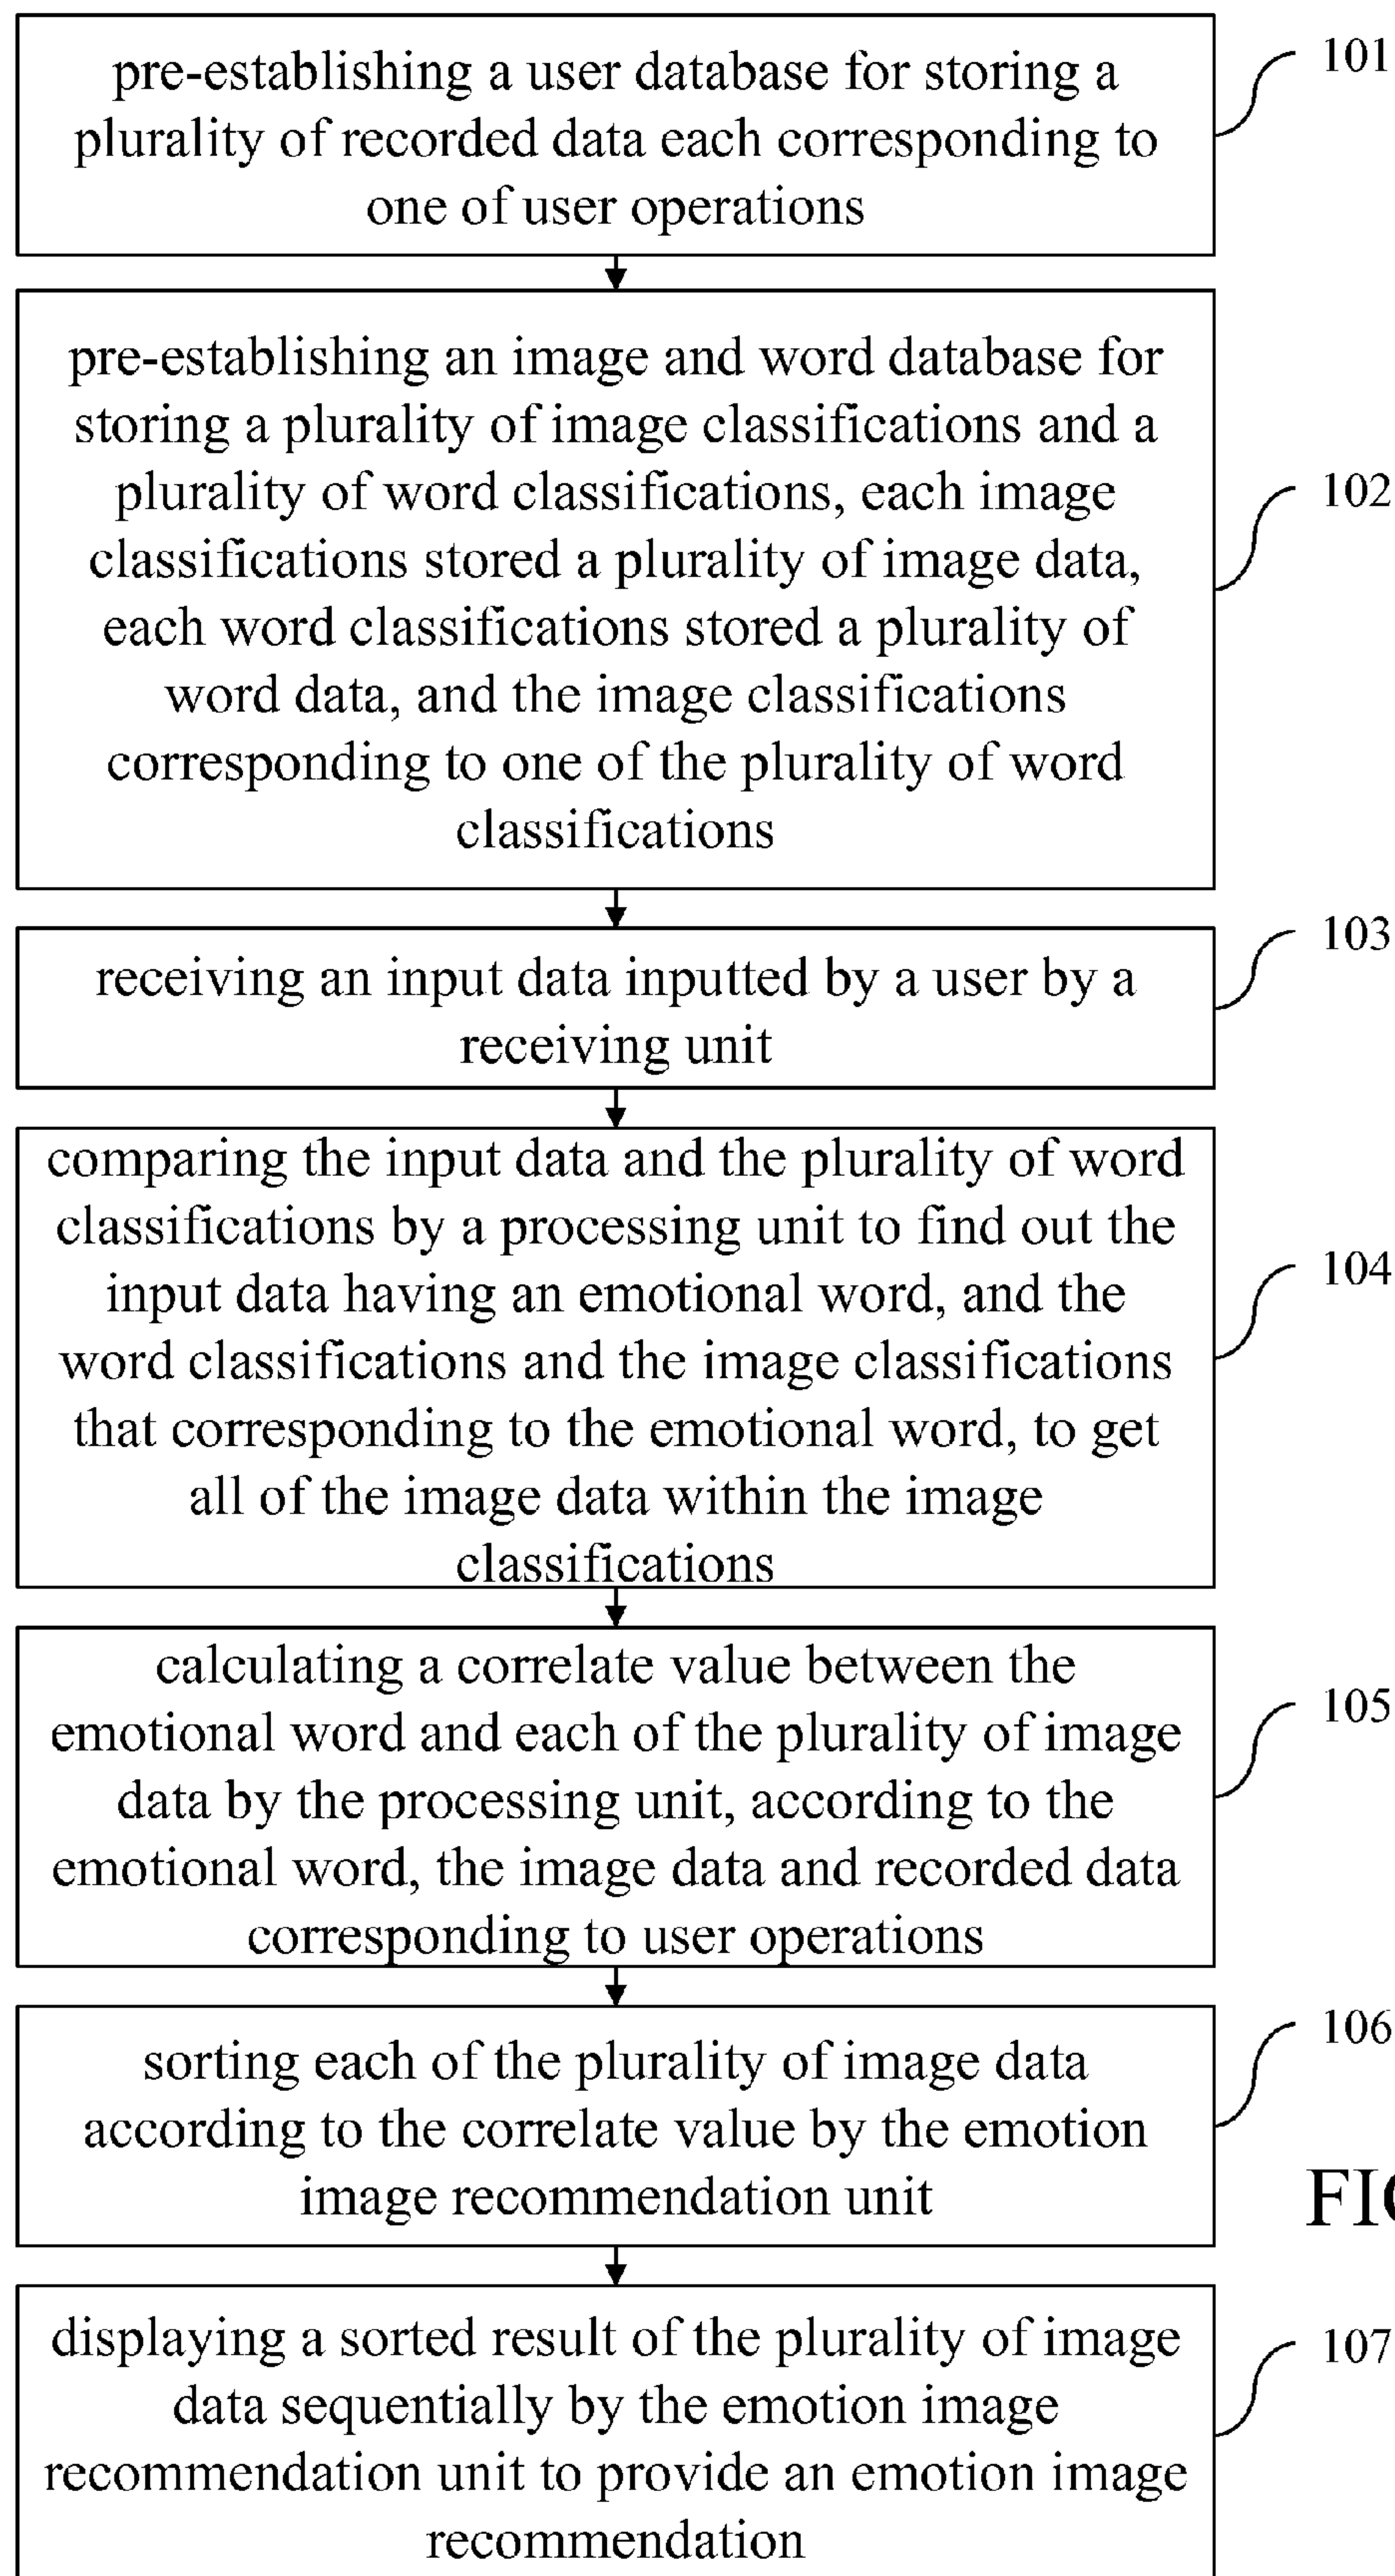 pre-establishing a user database for storing a
plurality of recorded data each corresponding to
one of user operations
101
pre-establishing an image and word database for
storing a plurality of image classifications and a
plurality of word classifications, each image
classifications stored a plurality of image data,
each word classifications stored a plurality of
word data, and the image classifications
corresponding to one of the plurality of word
classifications
102
receiving an input data inputted by a user by a
receiving unit
103
comparing the input data and the plurality of word
classifications by a processing unit to find out the
input data having an emotional word, and the
word classifications and the image classifications
that corresponding to the emotional word, to get
all of the image data within the image
classifications
104
calculating a correlate value between the
emotional word and each of the plurality of image
data by the processing unit, according to the
emotional word, the image data and recorded data
corresponding to user operations
105
sorting each of the plurality of image data
according to the correlate value by the emotion
image recommendation unit
106
displaying a sorted result of the plurality of image
data sequentially by the emotion image
recommendation unit to provide an emotion image
recommendation
107